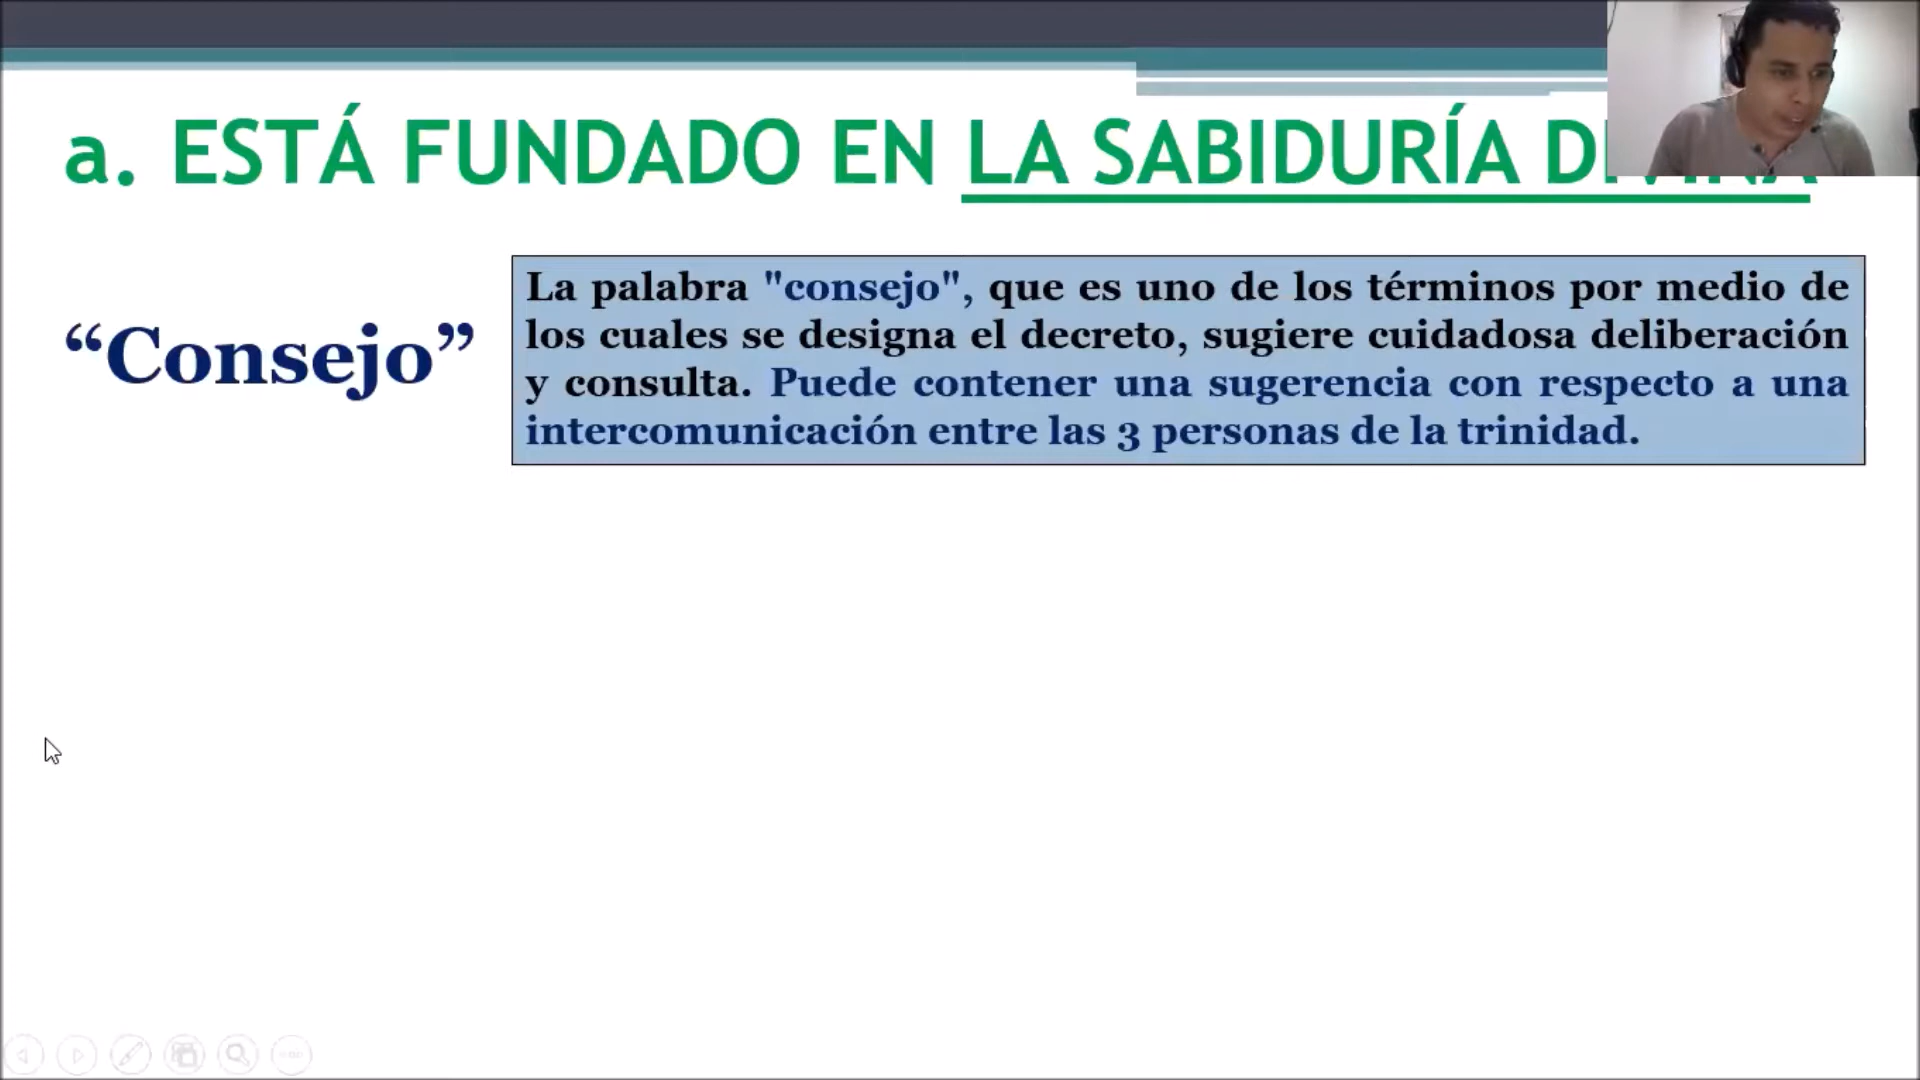 a. ESTÁ FUNDADO EN LA SABIDURÍA DIVINA
“Consejo”
La palabra "consejo", que es uno de los términos por medio de
los cuales se designa el decreto, sugiere cuidadosa deliberación
y consulta. Puede contener una sugerencia con respecto a una
intercomunicación entre las 3 personas de la trinidad.